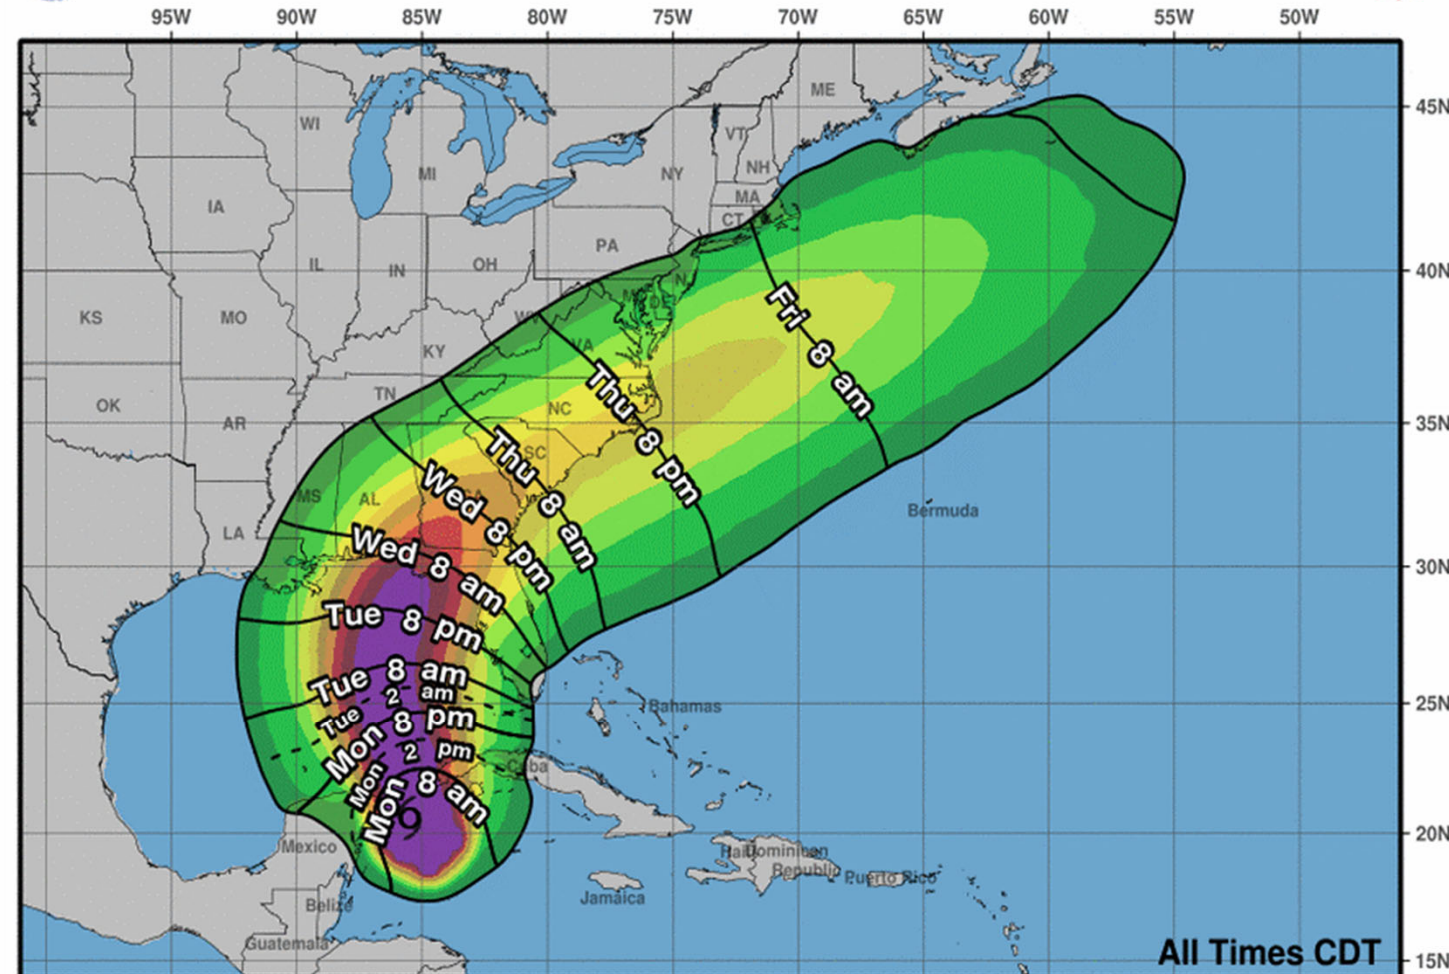 95W 90W 85W 80W 75W 70W 65W 60W 55W 50W
45N
40N
35N
30N
25N
20N
15N
ME
WI
VT
MI
NY
NH
MA
IA
CT
PA
IL
IN
OH
NJ
DE
KS
MO
WV
VA
KY
TN
OK
NC
AR
SC
MS
AL
LA
Bermuda
Bahamas
Cuba
Mexico
Haiti
Dominican
Republic
Puerto Rico
Jamaica
Belize
Guatemala
Fri 8 am
Thu 8 pm
Thu 8 am
Wed 8 pm
Wed 8 am
Tue 8 pm
Tue 8 am
Tue 2 am
Mon 8 pm
Mon 2 pm
Mon 8 am
All Times CDT